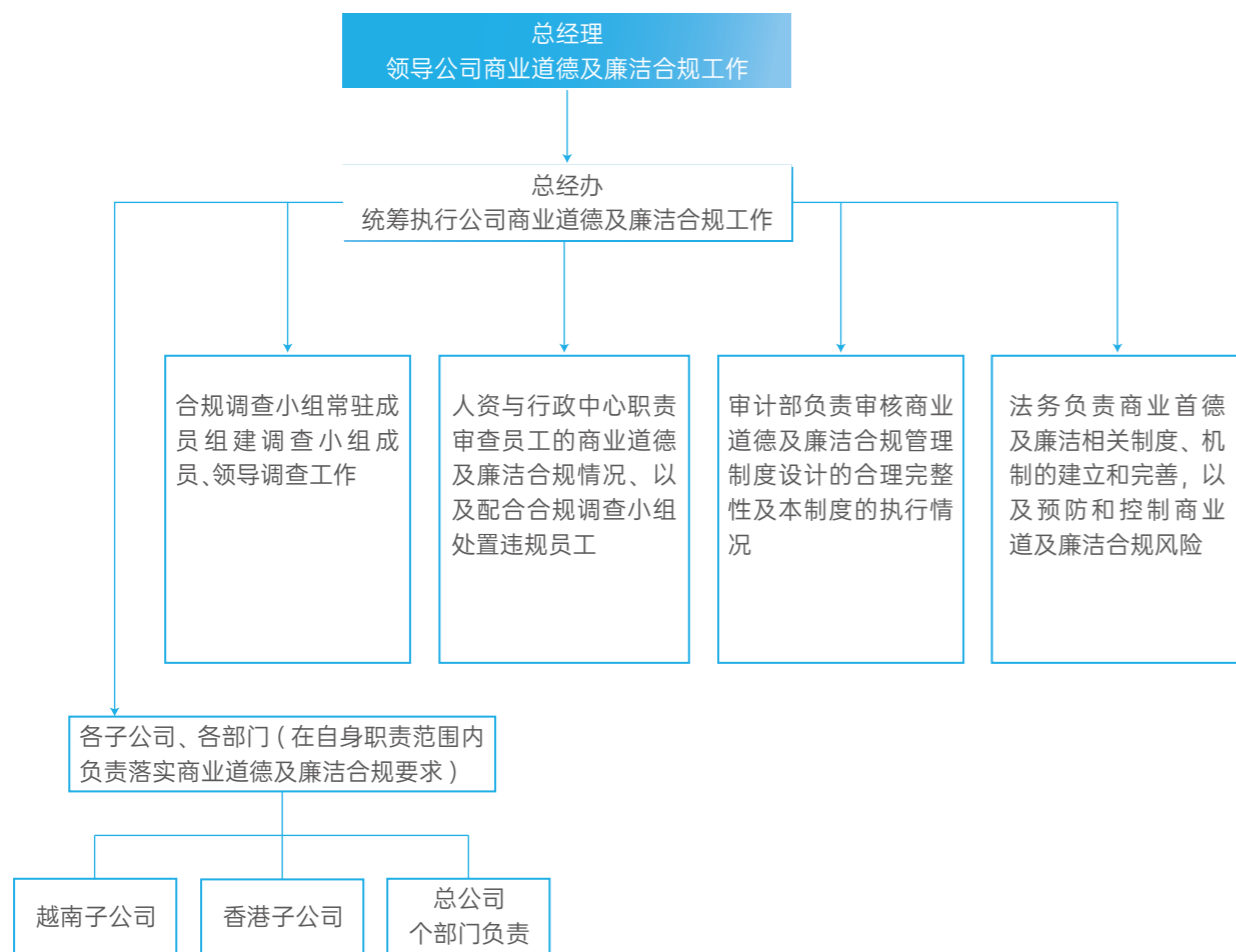 总经理
领导公司商业道德及廉洁合规工作
总经办
统筹执行公司商业道德及廉洁合规工作
合规调查小组常驻成
员组建调查小组成
员、领导调查工作
人资与行政中心职责
审查员工的商业道德
及廉洁合规情况、以
及配合合规调查小组
处置违规员工
审计部负责审核商业
道德及廉洁合规管理
制度设计的合理完整
性及本制度的执行情
况
法务负责商业首德
及廉洁相关制度、机
制的建立和完善，以
及预防和控制商业
道及廉洁合规风险
各子公司、各部门（在自身职责范围内
负责落实商业道德及廉洁合规要求）
越南子公司
香港子公司
总公司
个部门负责